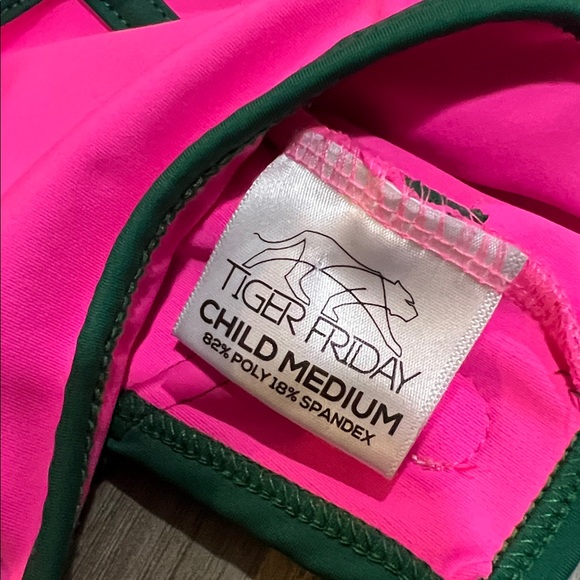 TIGER FRIDAY
CHILD MEDIUM
82% POLY 18% SPANDEX